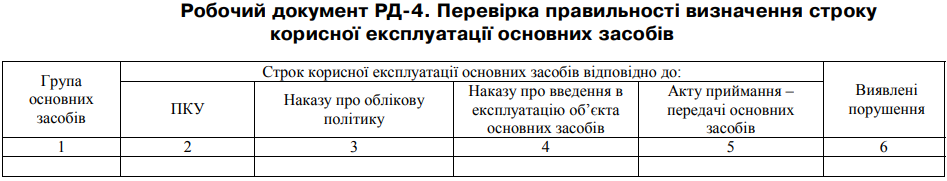 Робочий документ РД-4. Перевірка правильності визначення строку
корисної експлуатації основних засобів
Група
основних
засобів
Строк корисної експлуатації основних засобів відповідно до:
ПКУ
Наказу про облікову
політику
Наказу про введення в
експлуатацію об’єкта
основних засобів
Акту приймання –
передачі основних
засобів
Виявлені
порушення
1 2 3 4 5 6